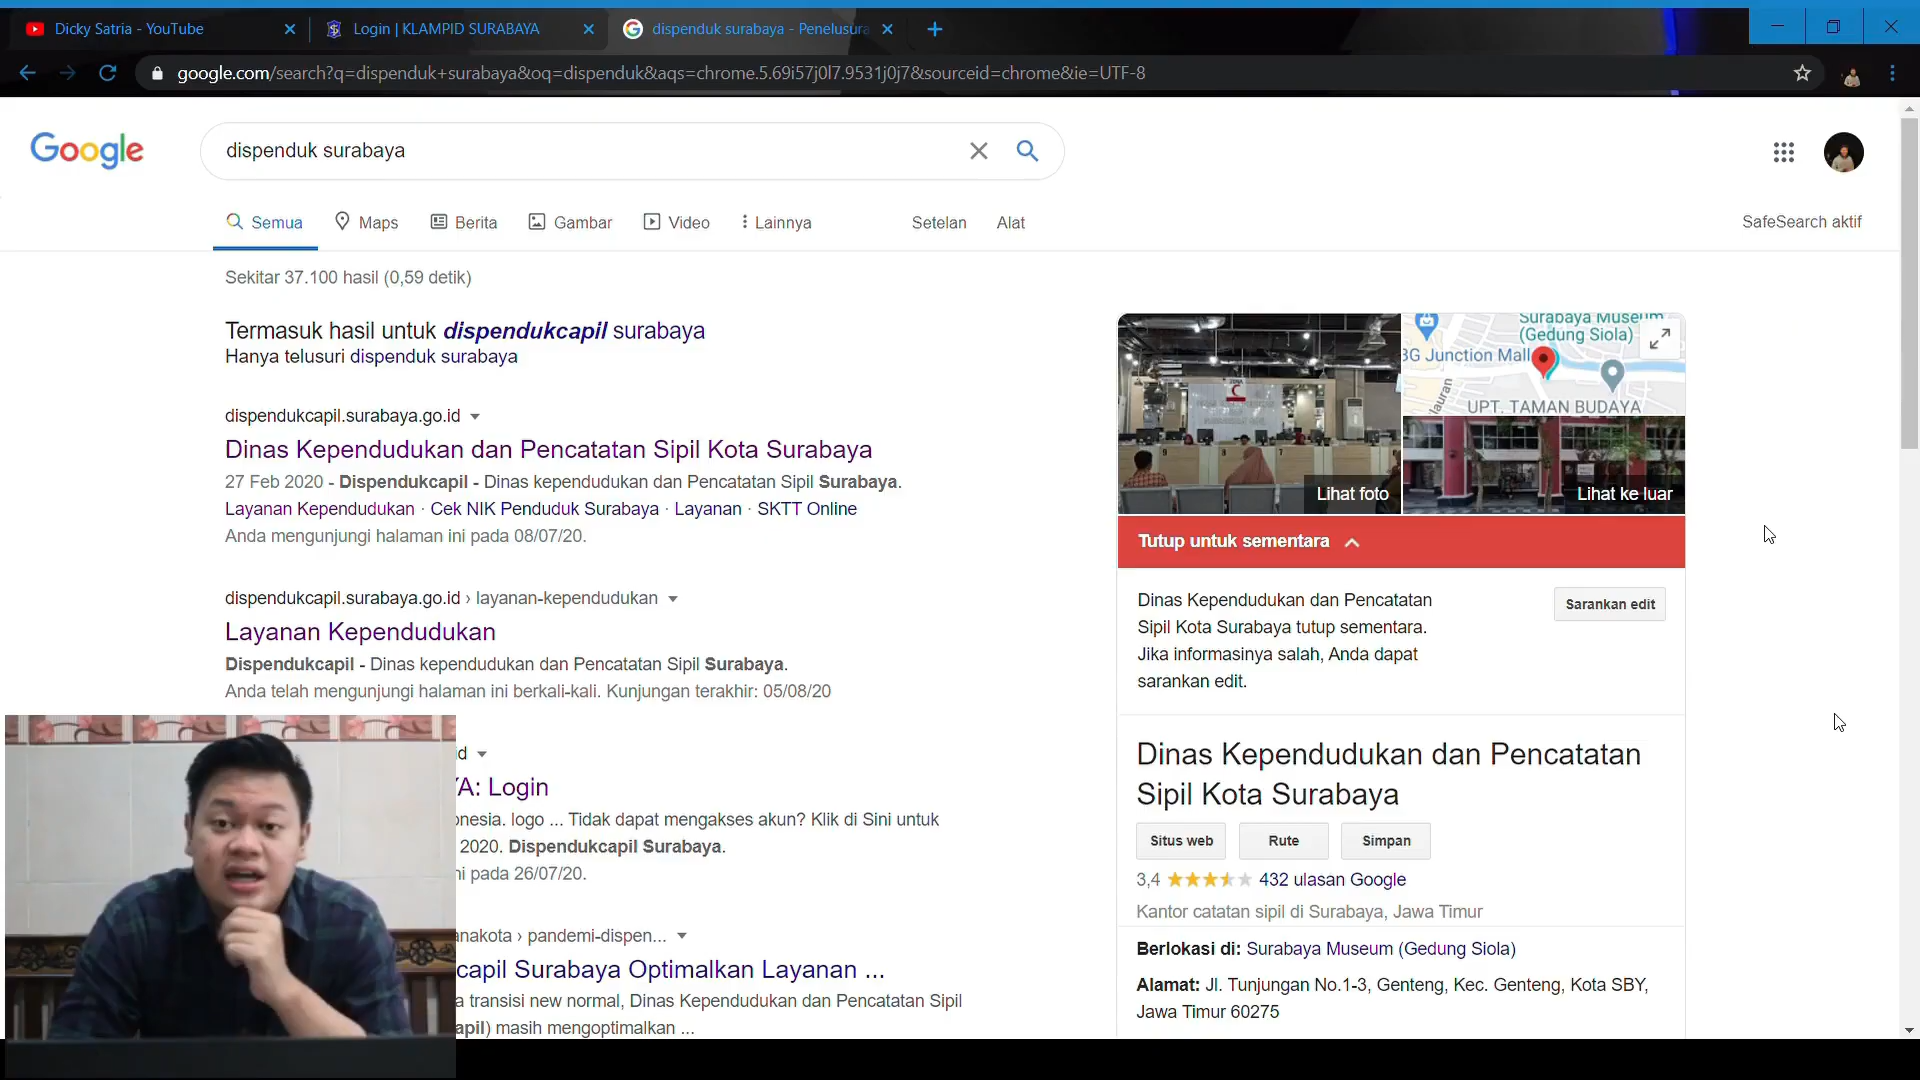 Dicky Satria - YouTube
Login | KLAMPID SURABAYA
dispenduk surabaya - Penelusura
google.com/search?q=dispenduk+surabaya&oq=dispenduk&aqs=chrome.5.69i57j0l7.9531j0j7&sourceid=chrome&ie=UTF-8
Google
dispenduk surabaya
Semua
Maps
Berita
Gambar
Video
Lainnya
Setelan
Alat
SafeSearch aktif
Sekitar 37.100 hasil (0,59 detik)
Termasuk hasil untuk dispendukcapil surabaya
Hanya telusuri dispenduk surabaya
dispendukcapil.surabaya.go.id
Dinas Kependudukan dan Pencatatan Sipil Kota Surabaya
27 Feb 2020 - Dispendukcapil - Dinas kependudukan dan Pencatatan Sipil Surabaya.
Layanan Kependudukan · Cek NIK Penduduk Surabaya · Layanan · SKTT Online
Anda mengunjungi halaman ini pada 08/07/20.
dispendukcapil.surabaya.go.id › layanan-kependudukan
Layanan Kependudukan
Dispendukcapil - Dinas kependudukan dan Pencatatan Sipil Surabaya.
Anda telah mengunjungi halaman ini berkali-kali. Kunjungan terakhir: 05/08/20
id
YA: Login
onesia. logo ... Tidak dapat mengakses akun? Klik di Sini untuk
2020. Dispendukcapil Surabaya.
ni pada 26/07/20.
anakota › pandemi-dispen...
capil Surabaya Optimalkan Layanan ...
a transisi new normal, Dinas Kependudukan dan Pencatatan Sipil
apil) masih mengoptimalkan ...
Surabaya Museum
(Gedung Siola)
BG Junction Mall
lauran
UPT. TAMAN BUDAYA
Lihat foto
Lihat ke luar
Tutup untuk sementara
Dinas Kependudukan dan Pencatatan
Sipil Kota Surabaya tutup sementara.
Jika informasinya salah, Anda dapat
sarankan edit.
Sarankan edit
Dinas Kependudukan dan Pencatatan
Sipil Kota Surabaya
Situs web
Rute
Simpan
3,4
432 ulasan Google
Kantor catatan sipil di Surabaya, Jawa Timur
Berlokasi di: Surabaya Museum (Gedung Siola)
Alamat: Jl. Tunjungan No.1-3, Genteng, Kec. Genteng, Kota SBY,
Jawa Timur 60275